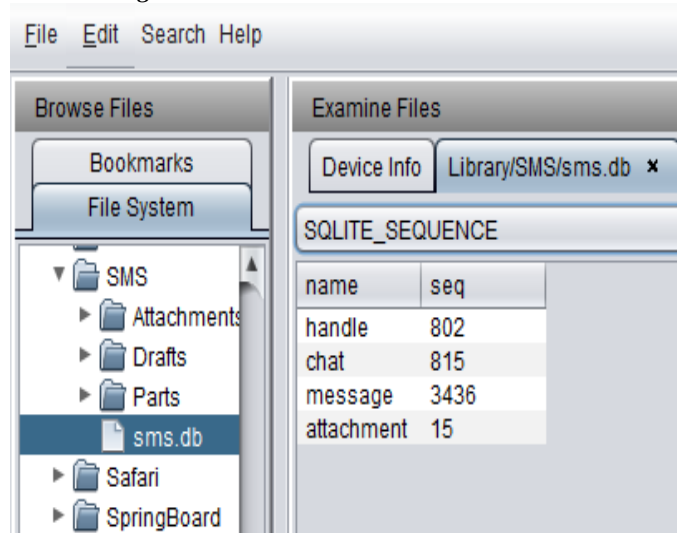 File Edit Search Help
Browse Files
Bookmarks
File System
SMS
Attachments
Drafts
Parts
sms.db
Safari
SpringBoard
Examine Files
Device Info Library/SMS/sms.db ×
SQLITE_SEQUENCE
name seq
handle 802
chat 815
message 3436
attachment 15